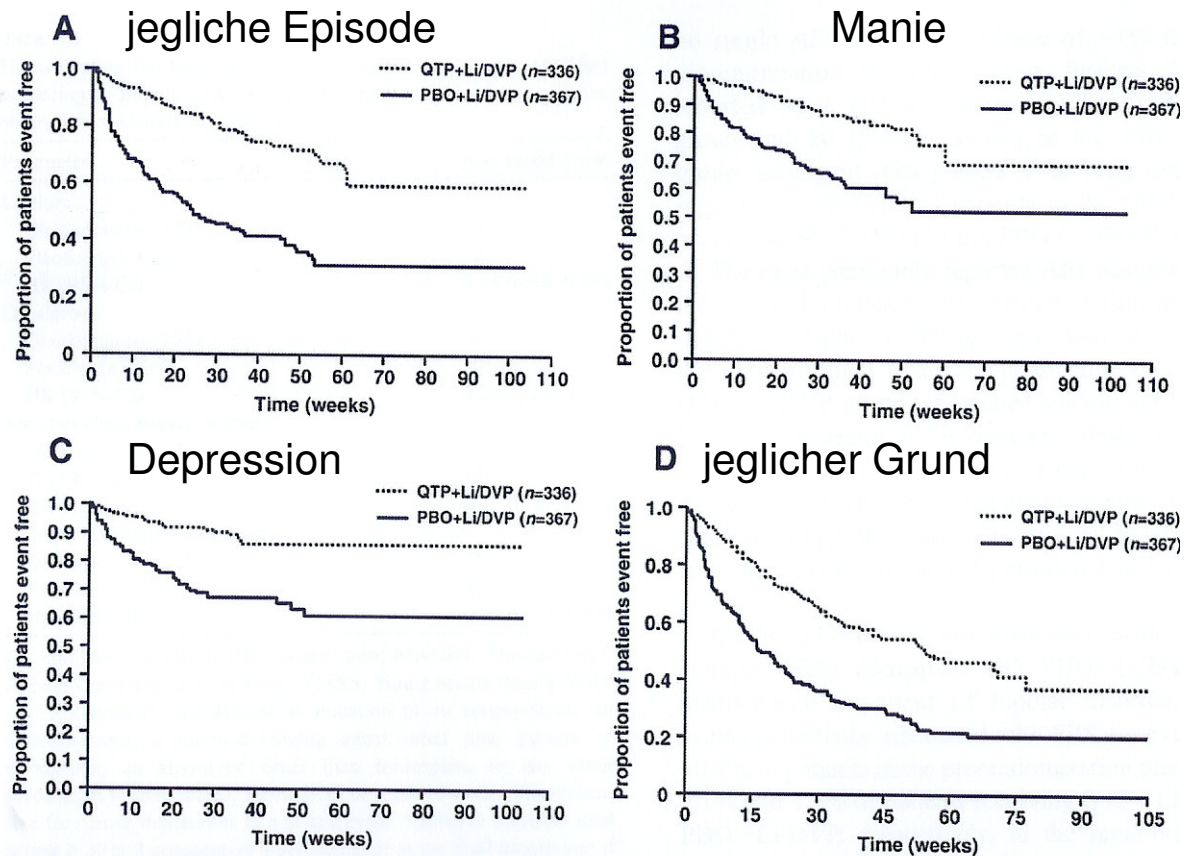 A jegliche Episode
QTP+Li/DVP (n=336)
PBO+Li/DVP (n=367)
Proportion of patients event free
1.0
0.8
0.6
0.4
0.2
0
0 10 20 30 40 50 60 70 80 90 100 110
Time (weeks)
B Manie
QTP+Li/DVP (n=336)
PBO+Li/DVP (n=367)
Proportion of patients event free
1.0
0.9
0.8
0.7
0.6
0.5
0.4
0.3
0.2
0.1
0.0
0 10 20 30 40 50 60 70 80 90 100 110
Time (weeks)
C Depression
QTP+Li/DVP (n=336)
PBO+Li/DVP (n=367)
Proportion of patients event free
1.0
0.9
0.8
0.7
0.6
0.5
0.4
0.3
0.2
0.1
0.0
0 10 20 30 40 50 60 70 80 90 100 110
Time (weeks)
D jeglicher Grund
QTP+Li/DVP (n=336)
PBO+Li/DVP (n=367)
Proportion of patients event free
1.0
0.8
0.6
0.4
0.2
0
0 15 30 45 60 75 90 105
Time (weeks)